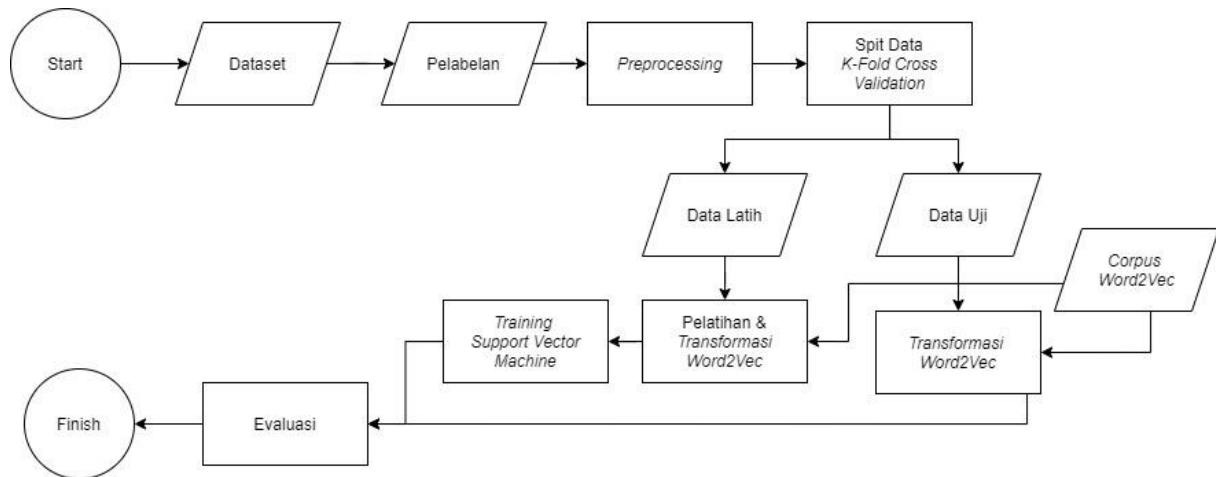 Start
Dataset
Pelabelan
Preprocessing
Spit Data
K-Fold Cross
Validation
Data Latih
Data Uji
Corpus
Word2Vec
Training
Support Vector
Machine
Pelatihan &
Transformasi
Word2Vec
Transformasi
Word2Vec
Finish
Evaluasi